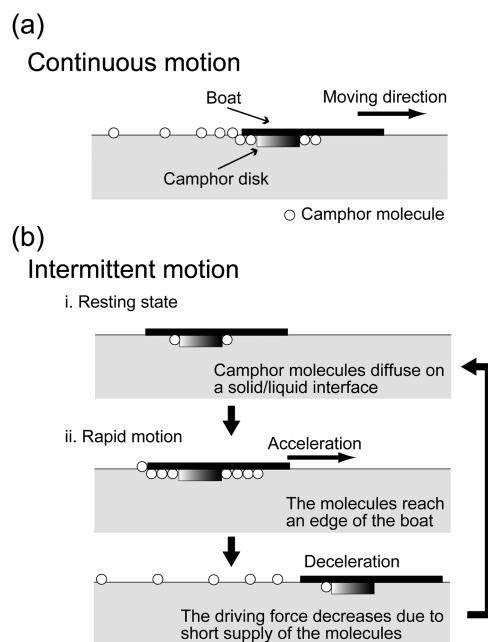 (a)
Continuous motion
Boat
Moving direction
Camphor disk
Camphor molecule
(b)
Intermittent motion
i. Resting state
Camphor molecules diffuse on
a solid/liquid interface
ii. Rapid motion
Acceleration
The molecules reach
an edge of the boat
Deceleration
The driving force decreases due to
short supply of the molecules